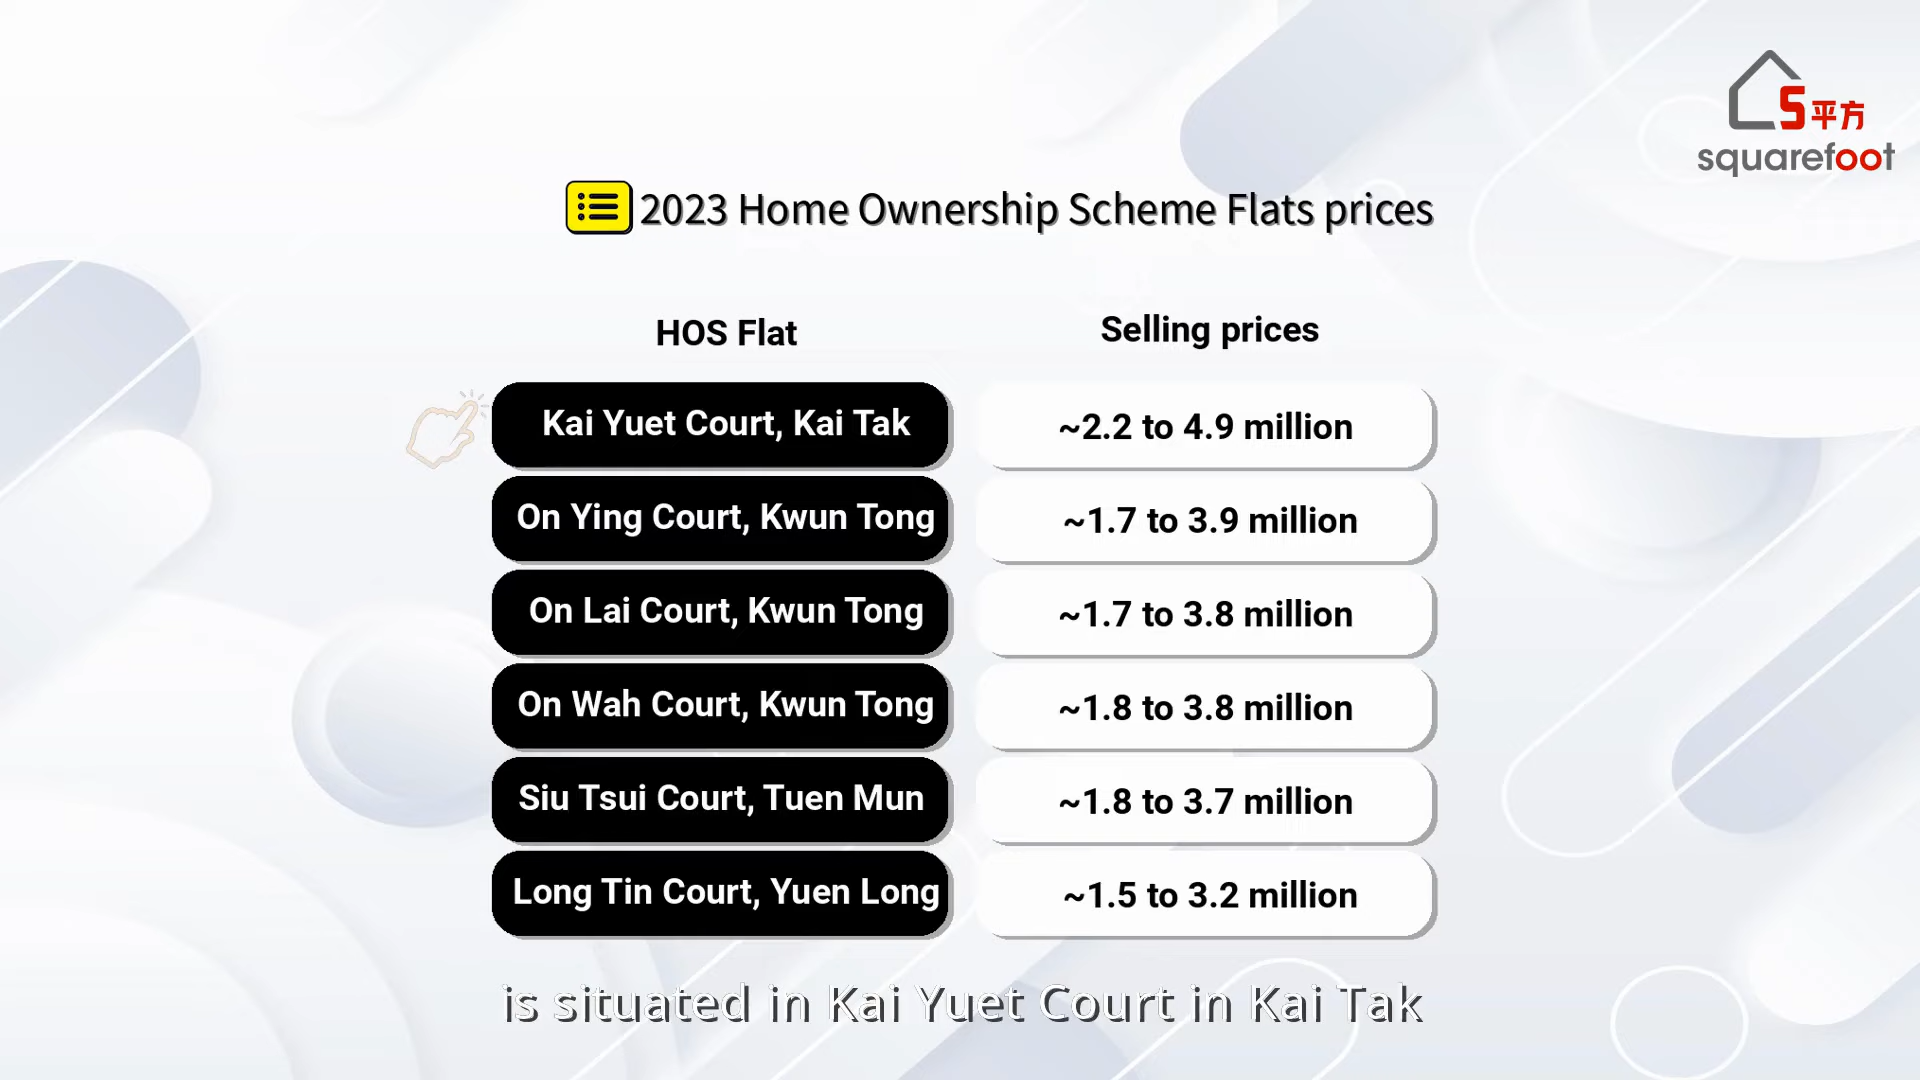 S平方
squarefoot
2023 Home Ownership Scheme Flats prices
HOS Flat
Selling prices
Kai Yuet Court, Kai Tak
~2.2 to 4.9 million
On Ying Court, Kwun Tong
~1.7 to 3.9 million
On Lai Court, Kwun Tong
~1.7 to 3.8 million
On Wah Court, Kwun Tong
~1.8 to 3.8 million
Siu Tsui Court, Tuen Mun
~1.8 to 3.7 million
Long Tin Court, Yuen Long
~1.5 to 3.2 million
is situated in Kai Yuet Court in Kai Tak